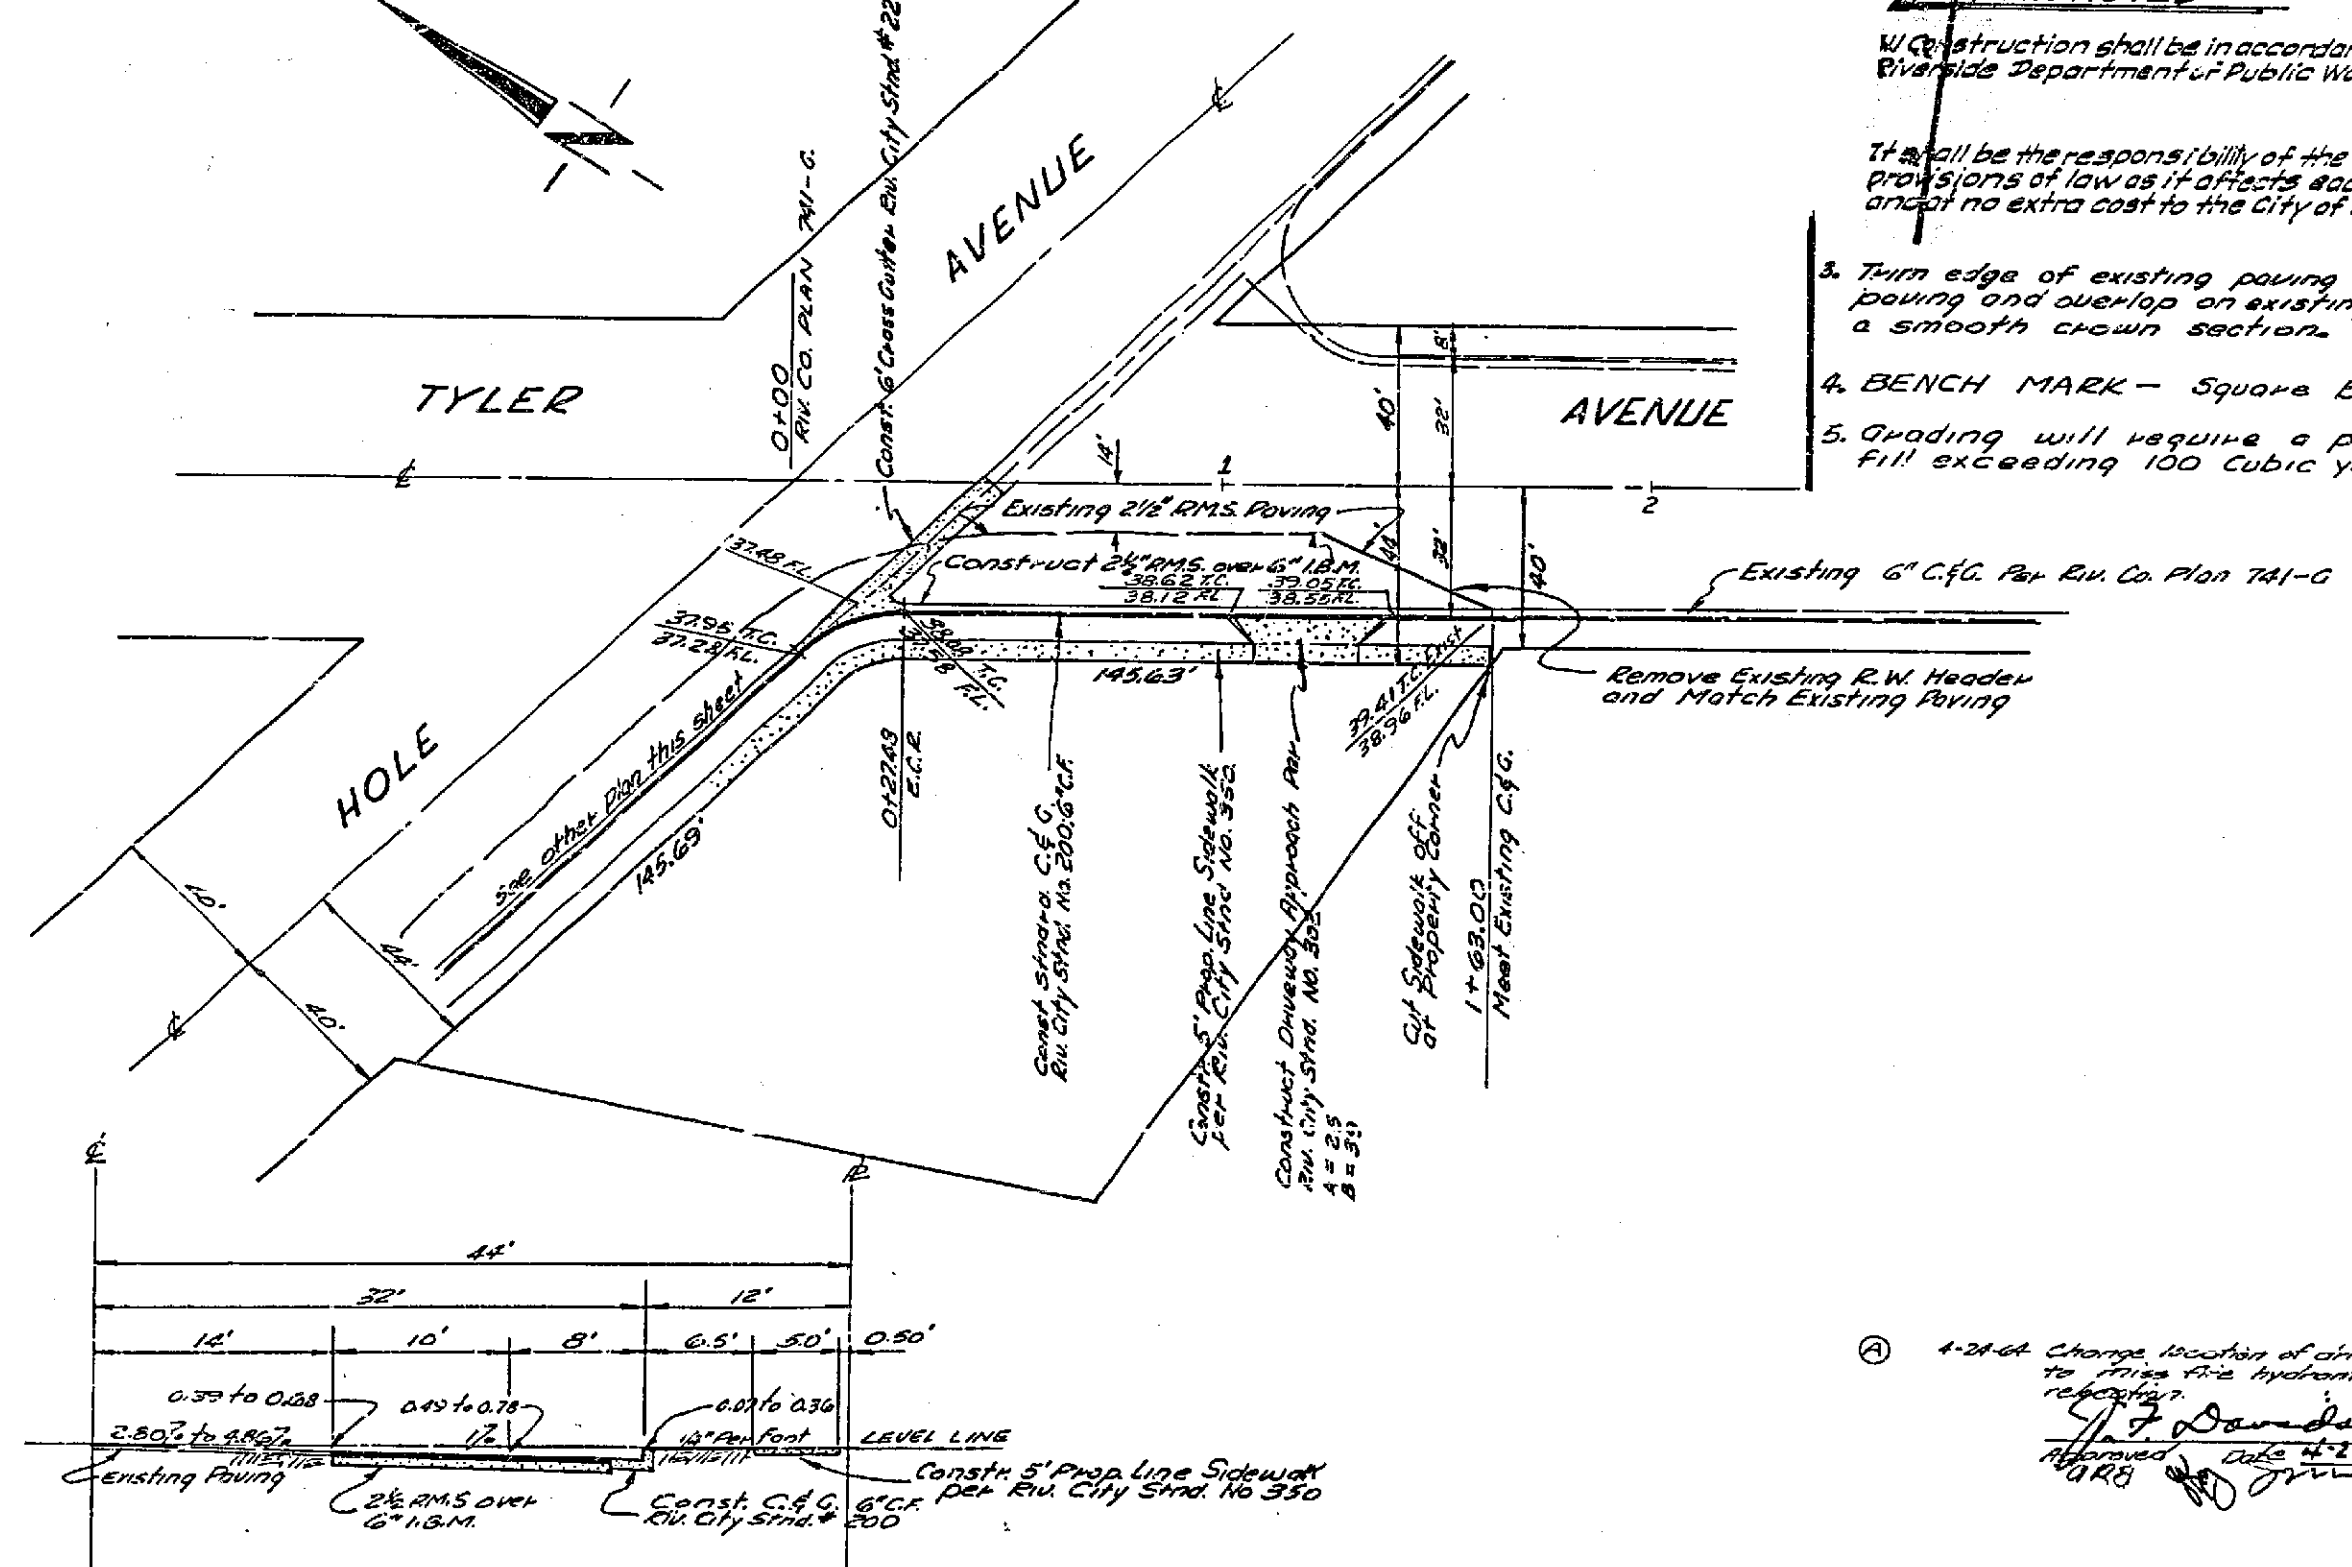 Construction shall be in accordan
Riverside Department of Public Wo
It shall be the responsibility of the
provisions of law as it affects eac
and at no extra cost to the City of
3. Trim edge of existing paving
paving and overlap on existin
a smooth crown section.
4. BENCH MARK - Square B
5. Grading will require a p
fill exceeding 100 Cubic y
Const. 6' Cross Gutter Riv. City Stnd. # 22
0+00
RIV. CO. PLAN 741-G.
AVENUE
TYLER
AVENUE
℄
℄
14'
40'
8'
32'
1
2
Existing 2½" R.M.S. Paving
44'
32'
40'
37.48 F.L.
Construct 2½" R.M.S. over 6" I.B.M.
38.62 T.C.
38.12 F.L.
39.05 T.C.
38.55 F.L.
Existing 6" C.&G. Per Riv. Co. Plan 741-G
37.95 T.C.
37.28 F.L.
T.C.
F.L.
145.63'
39.41 T.C. Exist
38.96 F.L.
Remove Existing R.W. Header
and Match Existing Paving
HOLE
See other plan this sheet
145.69'
0+27.43
E.C.R.
Const Stnard. C.& G.
Riv. City Stnd. No. 200; 6" C.F.
Constr. 5' Prop. Line Sidewalk
per Riv. City Stnd No. 350
Construct Driveway Approach Per
Riv. City Stnd. No. 302
A = 25
B = 39
Cut Sidewalk Off
at Property Corner
1+63.00
Meet Existing C.& G.
44'
40'
℄
℄
℄
44'
32'
12'
14'
10'
8'
6.5'
5.0'
0.50'
0.39 to 0.68
0.49 to 0.78
0.07 to 0.36
2.80% to 4.86%
1%
¼" Per Foot
LEVEL LINE
Existing Paving
2½ R.M.S over
6" I.B.M.
Const. C.& G. 6" C.F.
Riv. City Stnd. # 200
Constr. 5' Prop. Line Sidewalk
per Riv. City Stnd. No 350
A
4-24-64 Change location of
to miss fire hydran
relocation.
Approved
Date 4-2